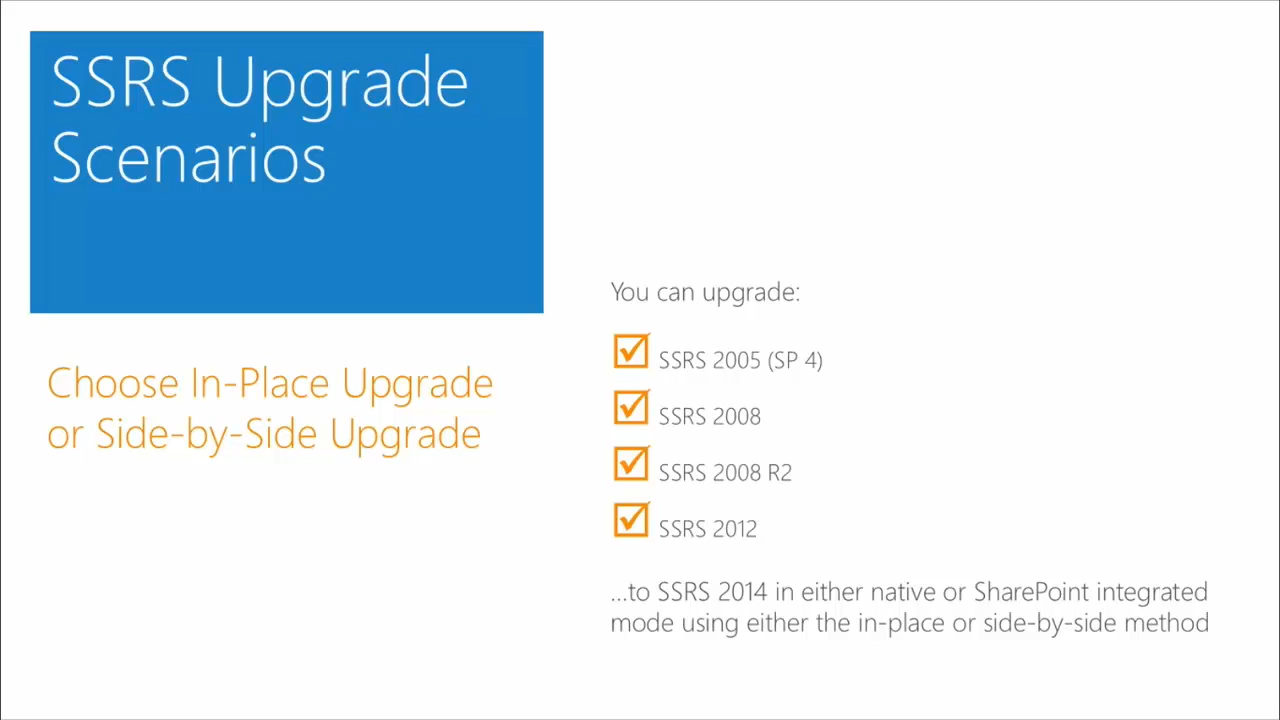 SSRS Upgrade
Scenarios
Choose In-Place Upgrade
or Side-by-Side Upgrade
You can upgrade:
SSRS 2005 (SP 4)
SSRS 2008
SSRS 2008 R2
SSRS 2012
...to SSRS 2014 in either native or SharePoint integrated
mode using either the in-place or side-by-side method